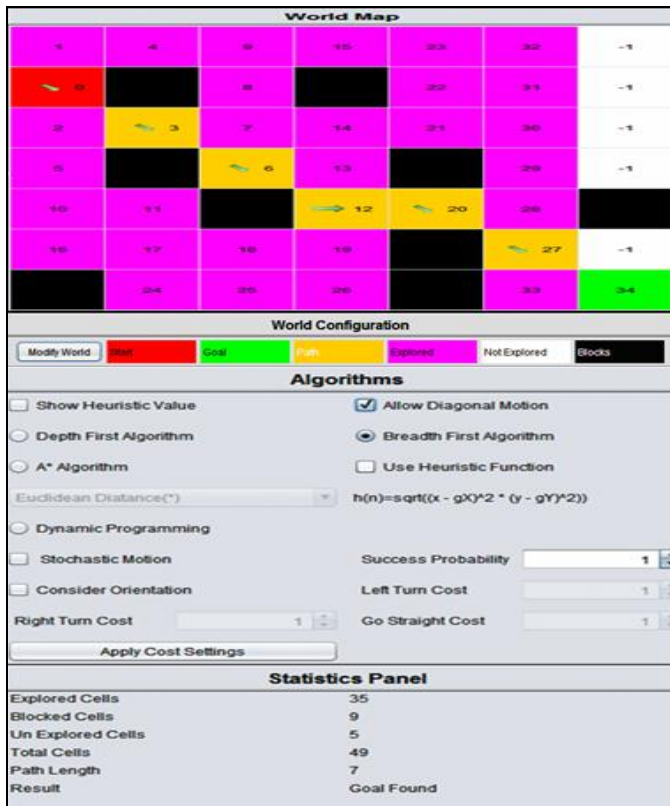 World Map
1 4 9 15 23 32 -1
0 8 22 31 -1
2 3 7 14 21 30 -1
5 6 13 29 -1
10 11 12 20 28
16 17 18 19 27 -1
24 25 26 33 34
World Configuration
Modify World Start Goal Path Explored Not Explored Blocks
Algorithms
Show Heuristic Value Allow Diagonal Motion
Depth First Algorithm Breadth First Algorithm
A* Algorithm Use Heuristic Function
Euclidean Diatance(*) h(n)=sqrt((x - gX)^2 * (y - gY)^2))
Dynamic Programming
Stochastic Motion Success Probability 1
Consider Orientation Left Turn Cost 1
Right Turn Cost 1 Go Straight Cost 1
Apply Cost Settings
Statistics Panel
Explored Cells 35
Blocked Cells 9
Un Explored Cells 5
Total Cells 49
Path Length 7
Result Goal Found